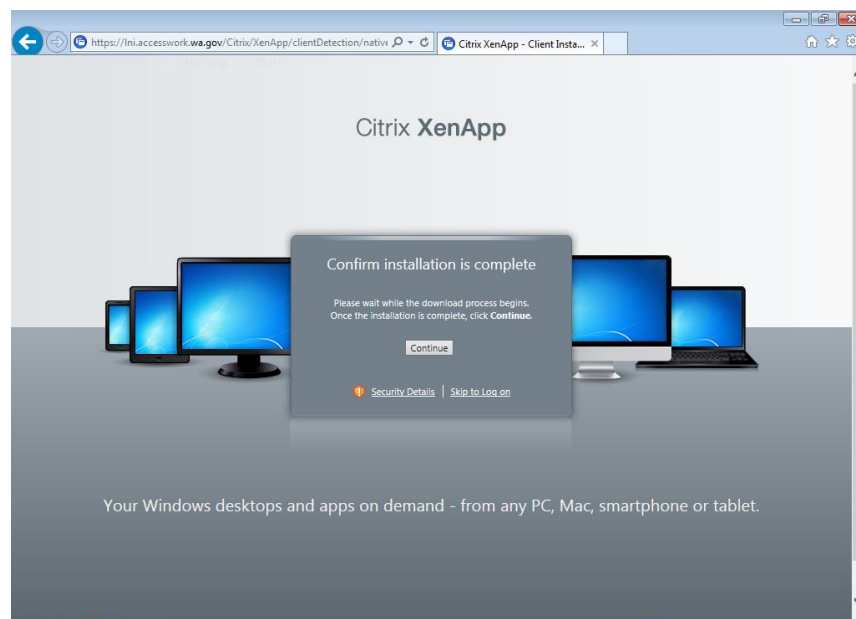 https://lni.accesswork.wa.gov/Citrix/XenApp/clientDetection/native
Citrix XenApp - Client Insta...
Citrix XenApp
Confirm installation is complete
Please wait while the download process begins.
Once the installation is complete, click Continue.
Continue
Security Details | Skip to Log on
Your Windows desktops and apps on demand - from any PC, Mac, smartphone or tablet.